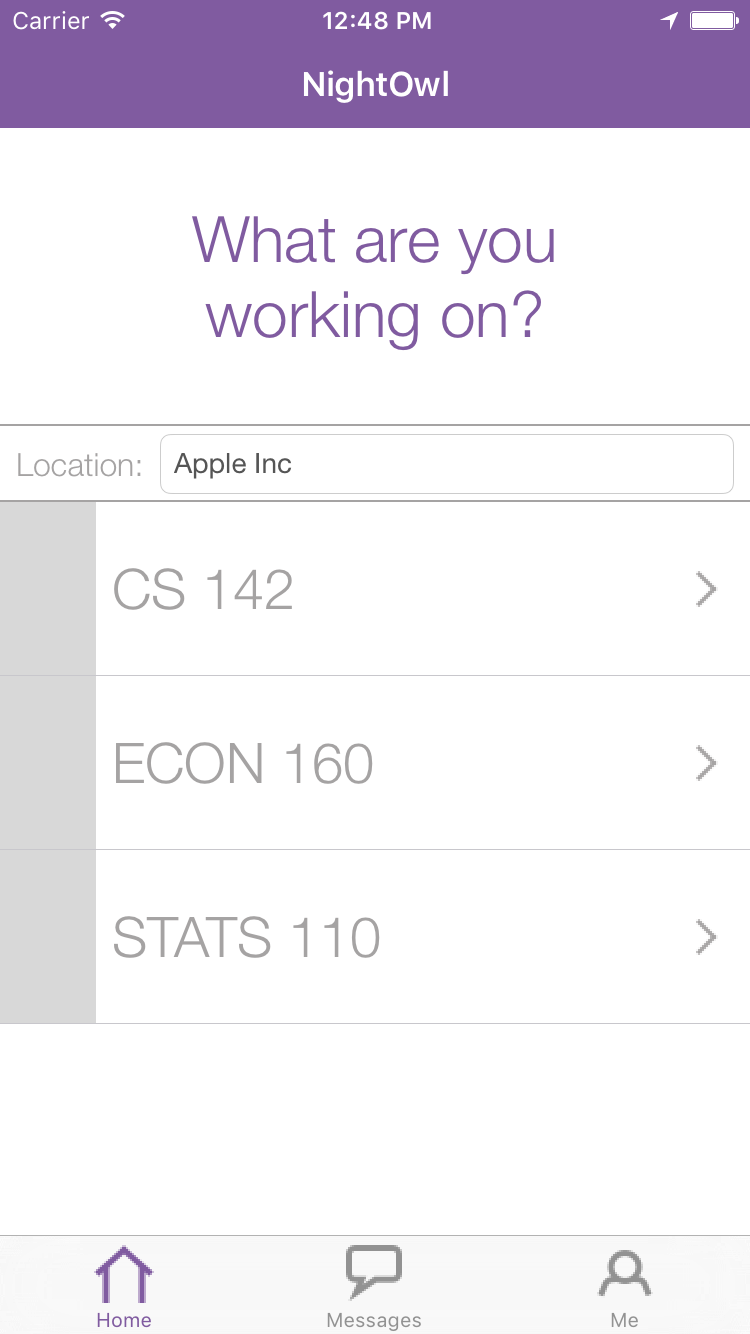 Carrier 12:48 PM
NightOwl
What are you
working on?
Location: Apple Inc
CS 142
ECON 160
STATS 110
Home Messages Me